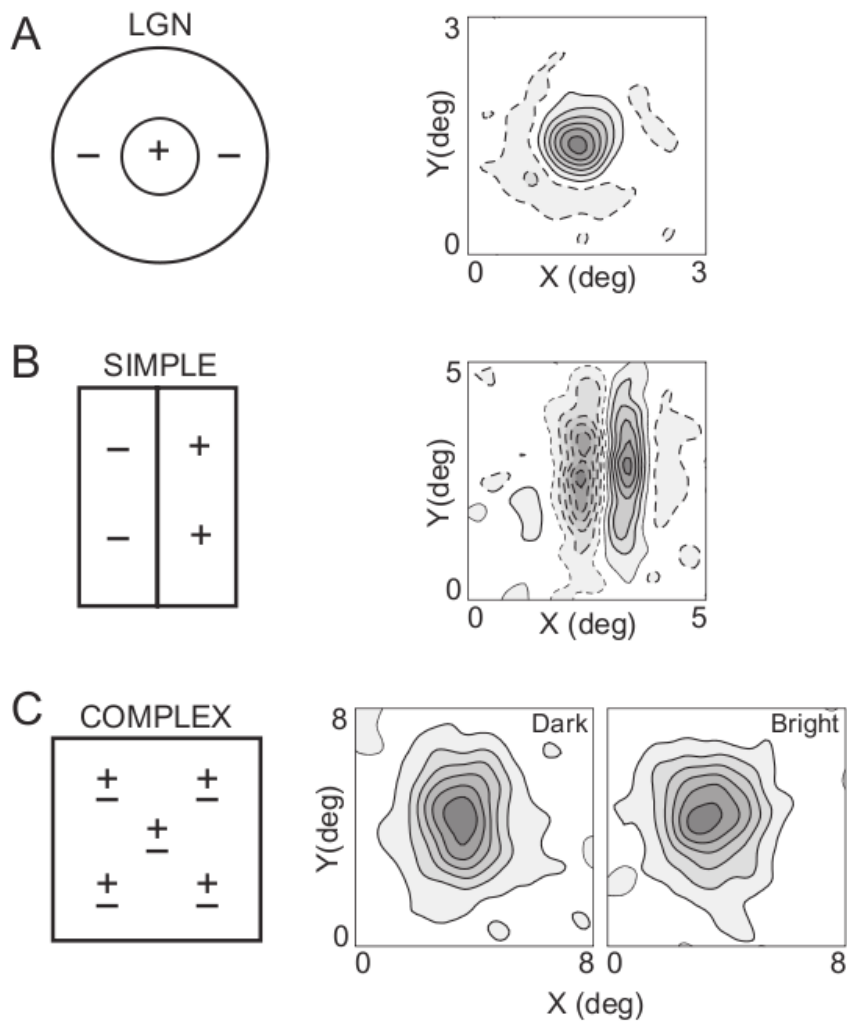 A
LGN
− + −
3
Y(deg)
0
0 X (deg) 3
B
SIMPLE
− +
− +
5
Y(deg)
0
0 X (deg) 5
C
COMPLEX
+ +
− −
+
−
+ +
− −
8
Y(deg)
0
Dark
Bright
0 8 0 8
X (deg)